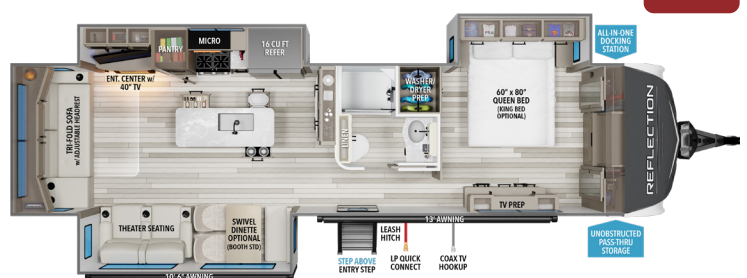 PANTRY
MICRO
16 CU FT
REFER
ENT. CENTER w/
40" TV
TRI-FOLD SOFA
w/ ADJUSTABLE HEADREST
WASHER/
DRYER
PREP
LINEN
60" x 80"
QUEEN BED
(KING BED
OPTIONAL)
ALL-IN-ONE
DOCKING
STATION
REFLECTION
TV PREP
THEATER SEATING
SWIVEL
DINETTE
OPTIONAL
(BOOTH STD)
13' AWNING
10' 6" AWNING
STEP ABOVE
ENTRY STEP
LEASH
HITCH
LP QUICK
CONNECT
COAX TV
HOOKUP
UNOBSTRUCTED
PASS-THRU
STORAGE